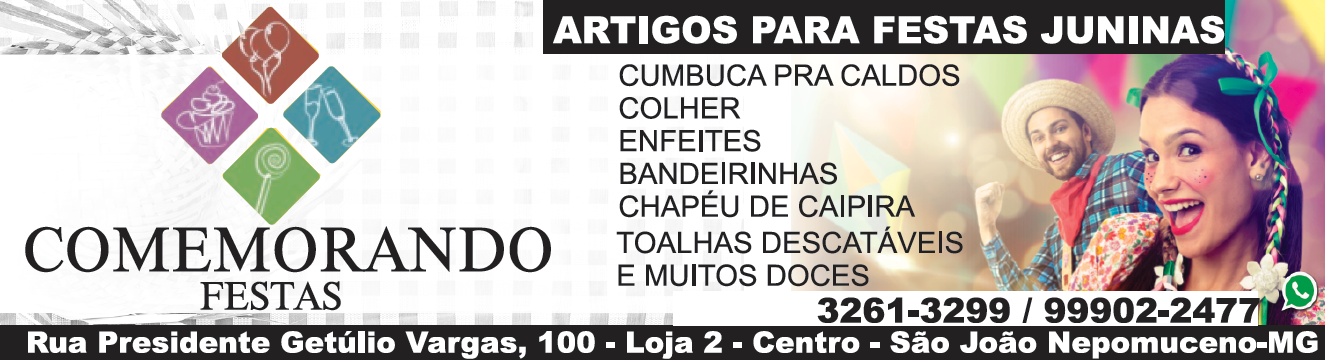 COMEMORANDO
FESTAS
ARTIGOS PARA FESTAS JUNINAS
CUMBUCA PRA CALDOS
COLHER
ENFEITES
BANDEIRINHAS
CHAPÉU DE CAIPIRA
TOALHAS DESCATÁVEIS
E MUITOS DOCES
3261-3299 / 99902-2477
Rua Presidente Getúlio Vargas, 100 - Loja 2 - Centro - São João Nepomuceno-MG